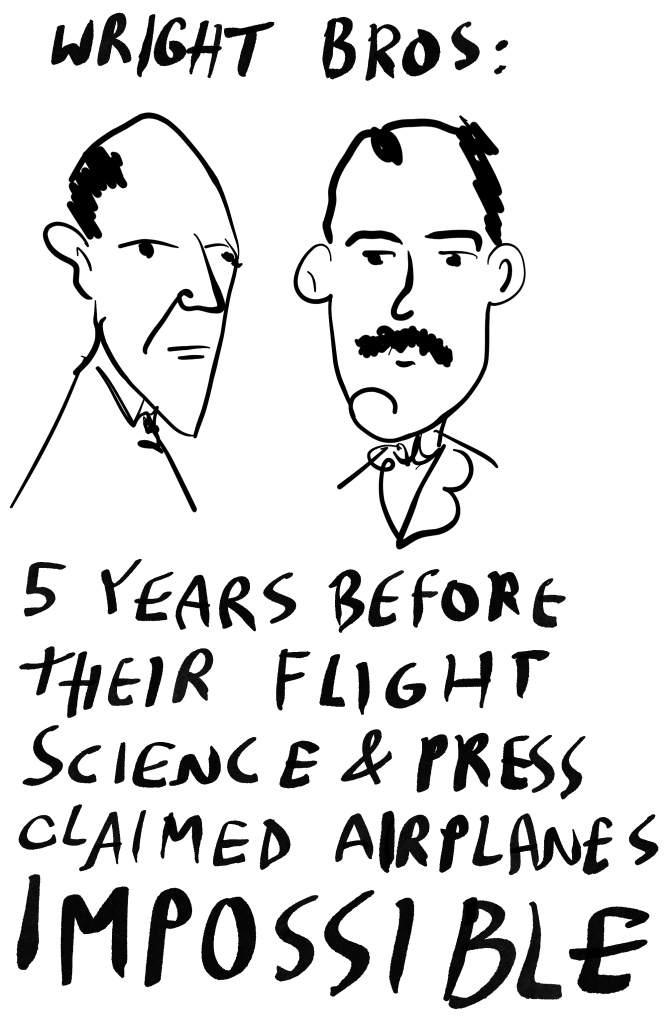 WRIGHT BROS:
5 YEARS BEFORE
THEIR FLIGHT
SCIENCE & PRESS
CLAIMED AIRPLANES
IMPOSSIBLE